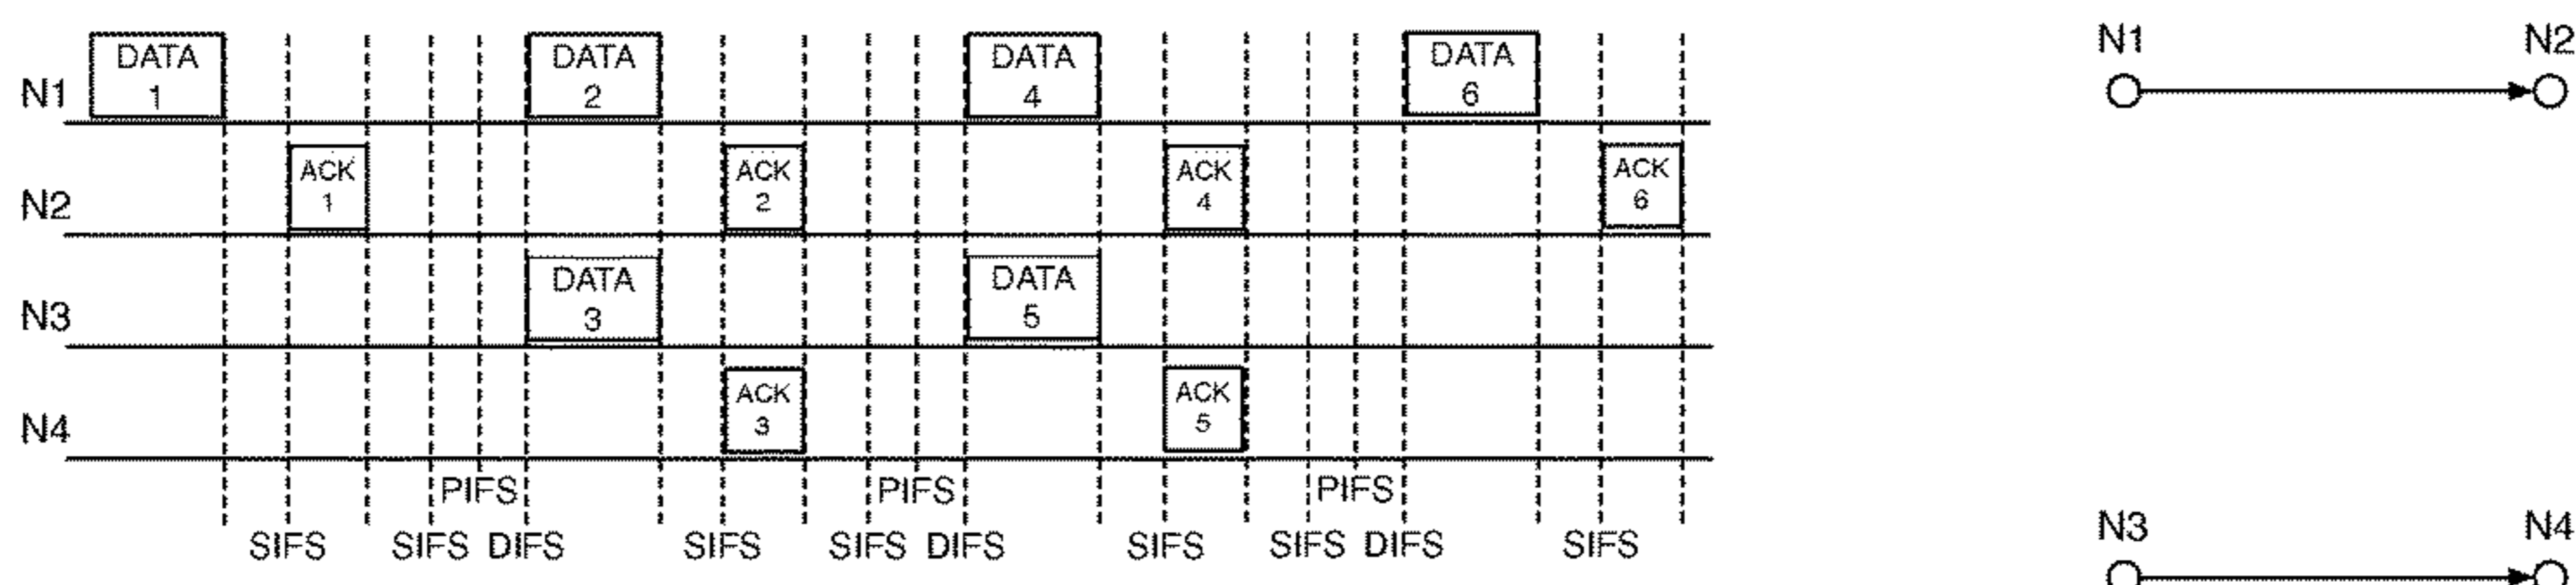 N1
DATA 1
DATA 2
DATA 4
DATA 6
N2
ACK 1
ACK 2
ACK 4
ACK 6
N3
DATA 3
DATA 5
N4
ACK 3
ACK 5
PIFS PIFS PIFS
SIFS SIFS DIFS SIFS SIFS DIFS SIFS SIFS DIFS SIFS
N1 N2
N3 N4